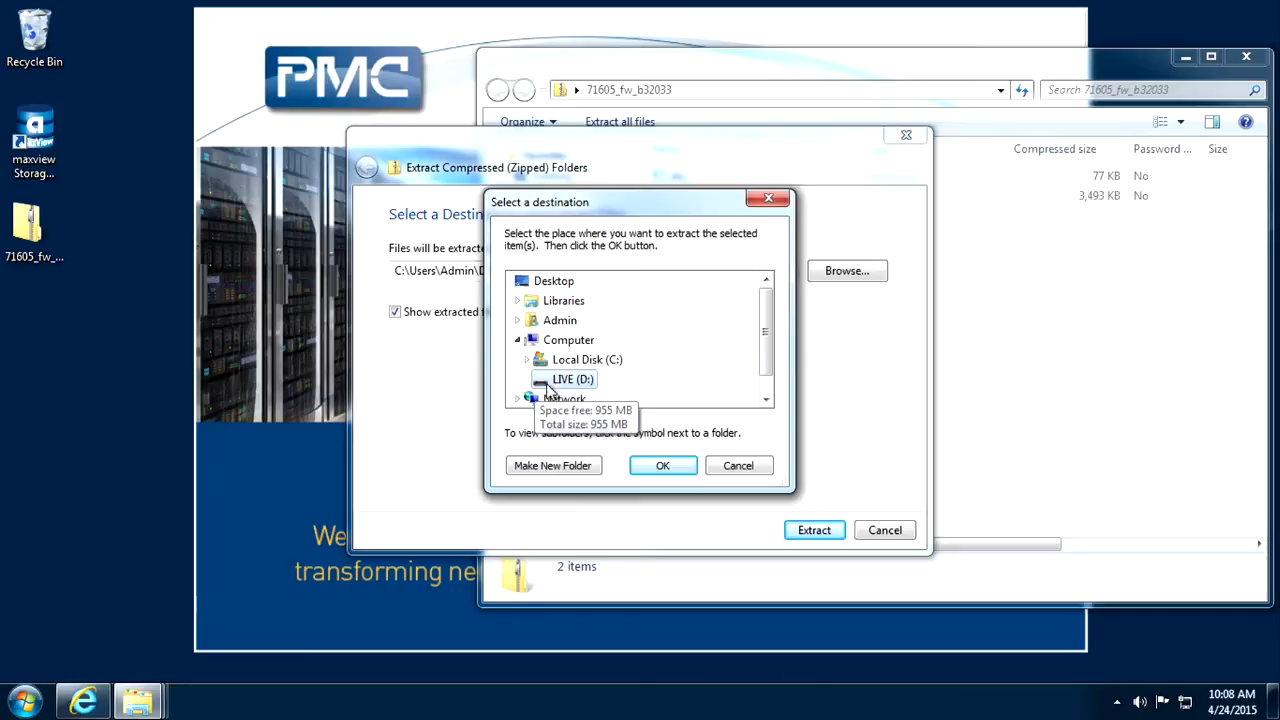 Recycle Bin
maxview
Storag...
71605_fw_...
PMC
We
transforming ne
71605_fw_b32033
Search 71605_fw_b32033
Organize
Extract all files
Compressed size
Password ...
Size
77 KB
No
3,493 KB
No
2 items
Extract Compressed (Zipped) Folders
Select a Destin
Files will be extracte
C:\Users\Admin\D
Browse...
Show extracted f
Extract
Cancel
Select a destination
Select the place where you want to extract the selected
item(s). Then click the OK button.
Desktop
Libraries
Admin
Computer
Local Disk (C:)
LIVE (D:)
Network
Space free: 955 MB
Total size: 955 MB
To view subfolders, click the symbol next to a folder.
Make New Folder
OK
Cancel
10:08 AM
4/24/2015